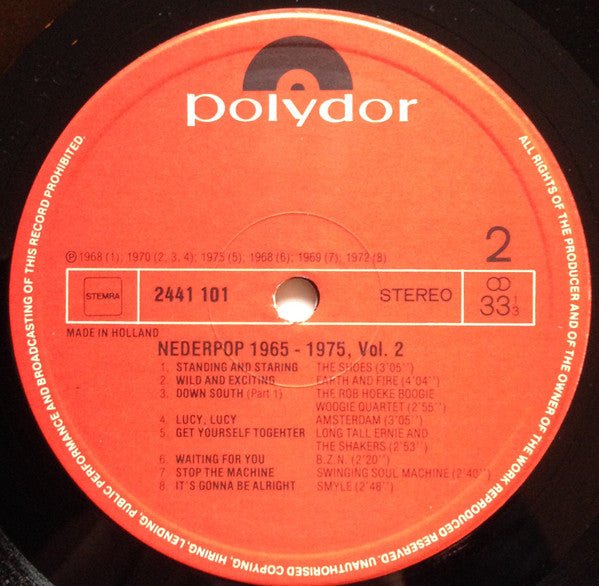 polydor
2
℗ 1968 (1); 1970 (2, 3, 4); 1973 (5); 1968 (6); 1969 (7); 1972 (8)
STEMRA 2441 101 STEREO 33 1/3
MADE IN HOLLAND
NEDERPOP 1965 - 1975, Vol. 2
1. STANDING AND STARING THE SHOES (3'05'')
2. WILD AND EXCITING EARTH AND FIRE (4'04'')
3. DOWN SOUTH (Part 1) THE ROB HOEKE BOOGIE
WOOGIE QUARTET (2'55'')
4. LUCY, LUCY AMSTERDAM (3'05'')
5. GET YOURSELF TOGEHTER LONG TALL ERNIE AND
THE SHAKERS (2'53'')
6. WAITING FOR YOU B.Z.N. (2'20'')
7. STOP THE MACHINE SWINGING SOUL MACHINE (2'40'')
8. IT'S GONNA BE ALRIGHT SMYLE (2'48'')
ALL RIGHTS OF THE PRODUCER AND OF THE OWNER OF THE WORK REPRODUCED RESERVED. UNAUTHORISED COPYING, HIRING, LENDING, PUBLIC PERFORMANCE AND BROADCASTING OF THIS RECORD PROHIBITED.